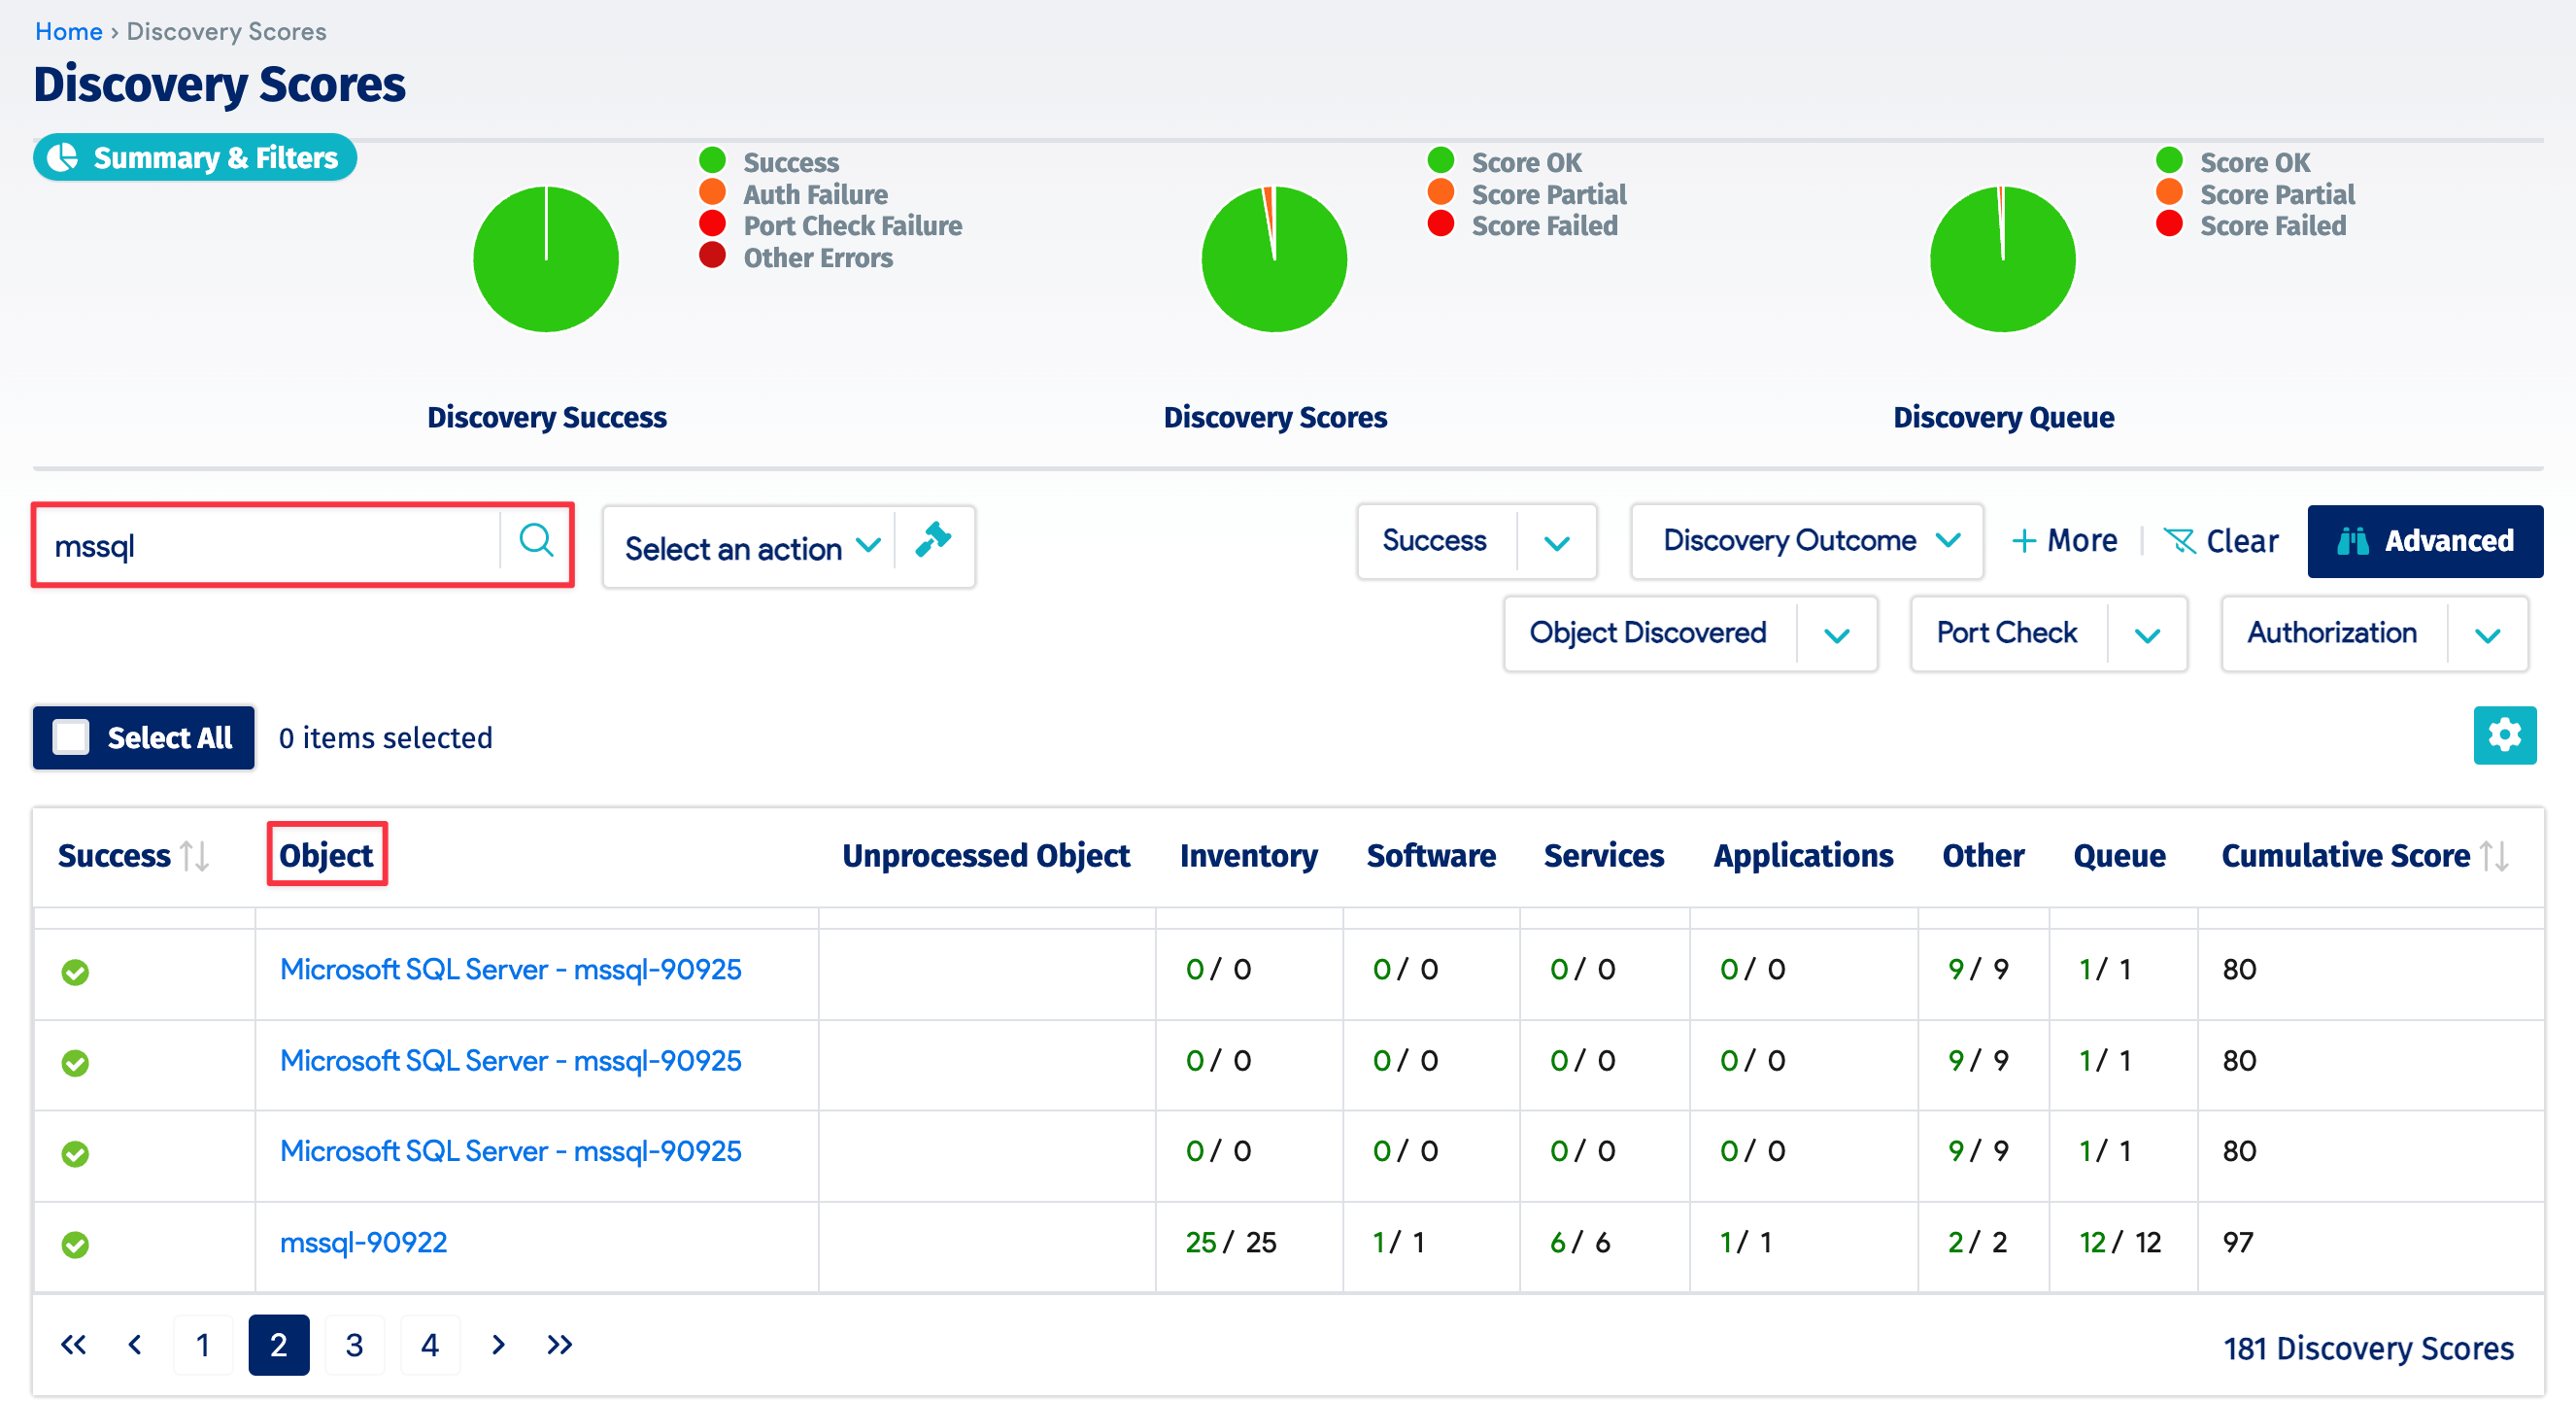 Home › Discovery Scores
Discovery Scores
Summary & Filters
Success
Auth Failure
Port Check Failure
Other Errors
Discovery Success
Score OK
Score Partial
Score Failed
Discovery Scores
Score OK
Score Partial
Score Failed
Discovery Queue
mssql
Select an action
Success
Discovery Outcome
+ More
Clear
Advanced
Object Discovered
Port Check
Authorization
Select All
0 items selected
Success Object Unprocessed Object Inventory Software Services Applications Other Queue Cumulative Score
Microsoft SQL Server - mssql-90925 0/ 0 0/ 0 0/ 0 0/ 0 9/ 9 1/ 1 80
Microsoft SQL Server - mssql-90925 0/ 0 0/ 0 0/ 0 0/ 0 9/ 9 1/ 1 80
Microsoft SQL Server - mssql-90925 0/ 0 0/ 0 0/ 0 0/ 0 9/ 9 1/ 1 80
mssql-90922 25/ 25 1/ 1 6/ 6 1/ 1 2/ 2 12/ 12 97
« ‹ 1 2 3 4 › »
181 Discovery Scores